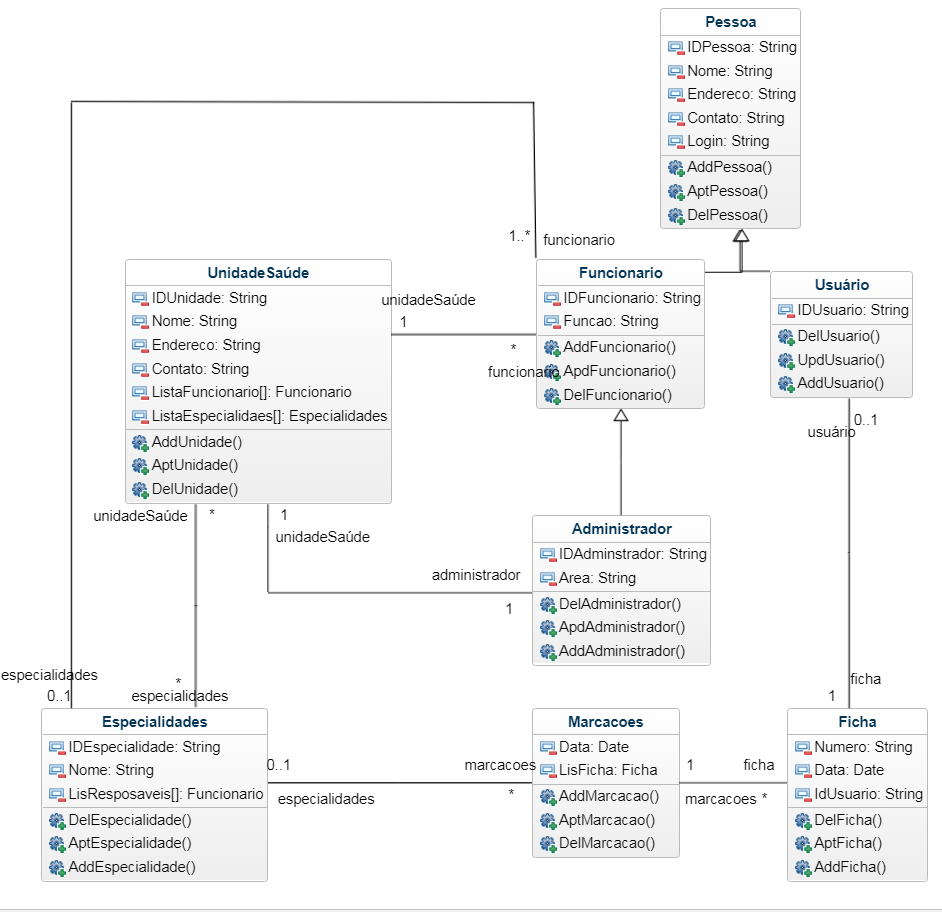 Pessoa
IDPessoa: String
Nome: String
Endereco: String
Contato: String
Login: String
AddPessoa()
AptPessoa()
DelPessoa()
1..*
funcionario
UnidadeSaúde
IDUnidade: String
Nome: String
Endereco: String
Contato: String
ListaFuncionario[]: Funcionario
ListaEspecialidaes[]: Especialidades
AddUnidade()
AptUnidade()
DelUnidade()
unidadeSaúde
1
*
funcionario
Funcionario
IDFuncionario: String
Funcao: String
AddFuncionario()
ApdFuncionario()
DelFuncionario()
Usuário
IDUsuario: String
DelUsuario()
UpdUsuario()
AddUsuario()
0..1
usuário
unidadeSaúde
*
1
unidadeSaúde
administrador
1
Administrador
IDAdminstrador: String
Area: String
DelAdministrador()
ApdAdministrador()
AddAdministrador()
especialidades
0..1
*
especialidades
ficha
1
Especialidades
IDEspecialidade: String
Nome: String
LisResposaveis[]: Funcionario
DelEspecialidade()
AptEspecialidade()
AddEspecialidade()
0..1
especialidades
marcacoes
*
Marcacoes
Data: Date
LisFicha: Ficha
AddMarcacao()
AptMarcacao()
DelMarcacao()
1
ficha
marcacoes *
Ficha
Numero: String
Data: Date
IdUsuario: String
DelFicha()
AptFicha()
AddFicha()